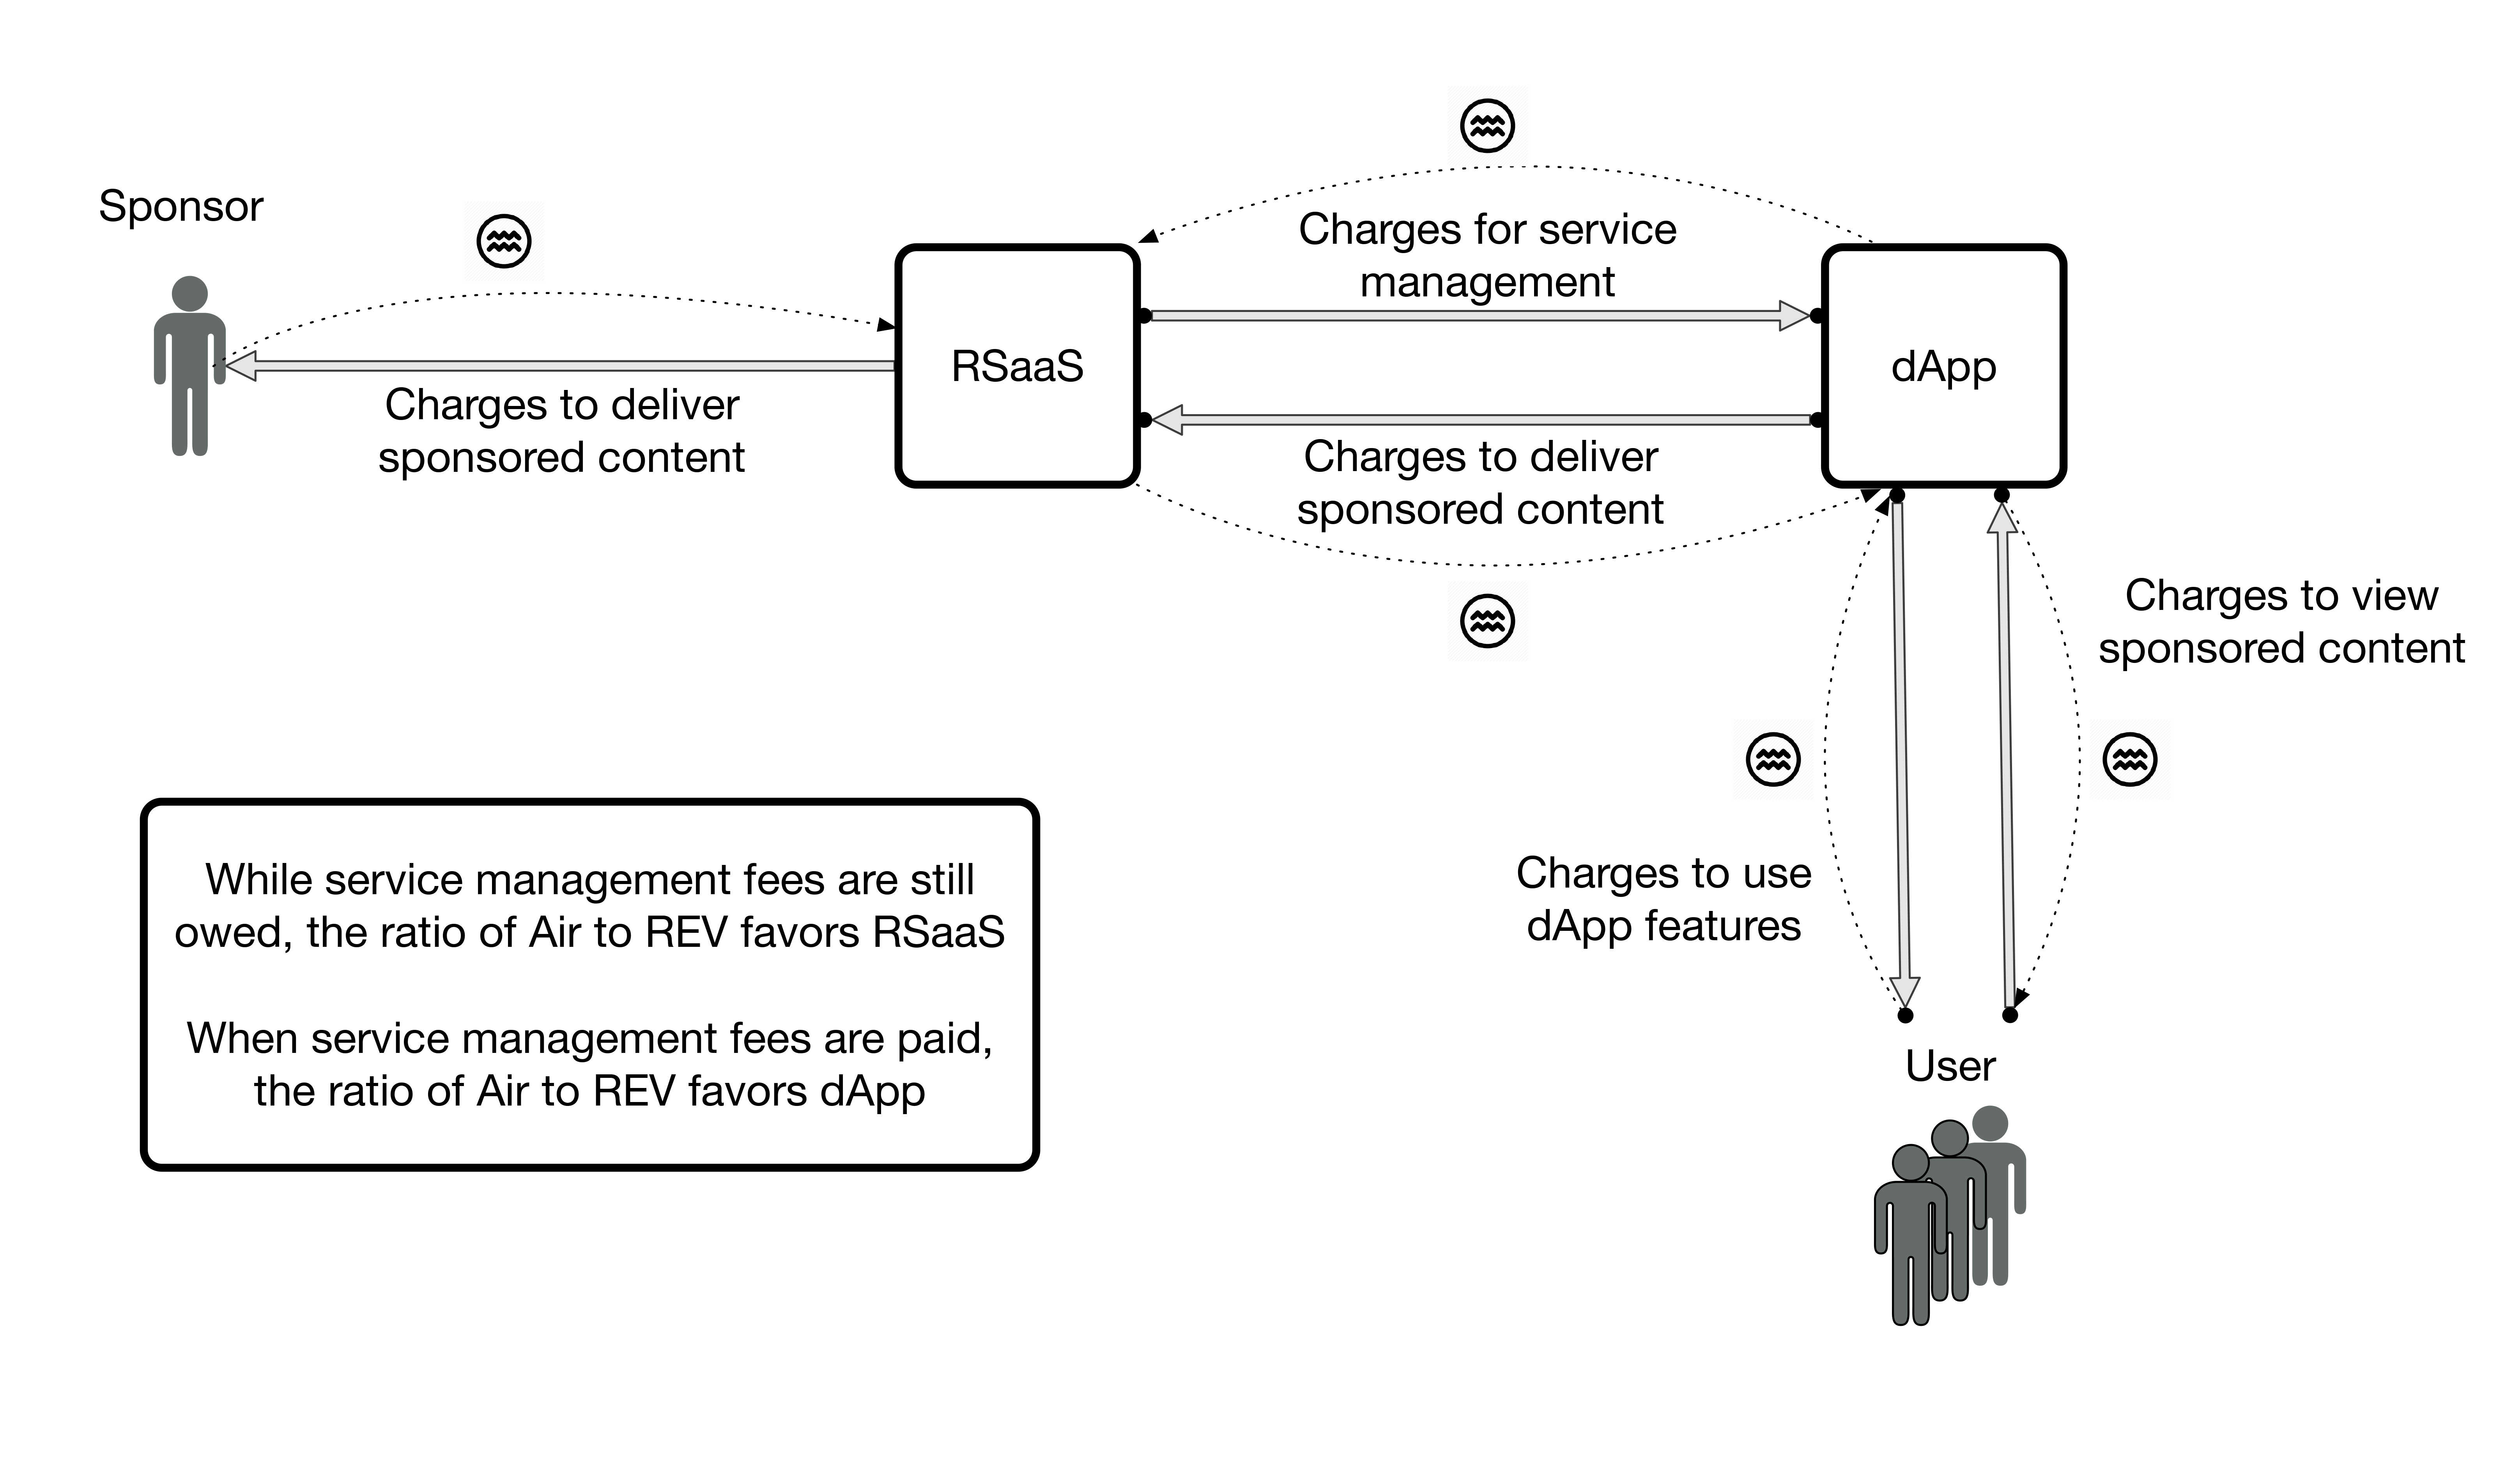 Sponsor
Charges to deliver
sponsored content
RSaaS
Charges for service
management
Charges to deliver
sponsored content
dApp
Charges to view
sponsored content
Charges to use
dApp features
User
While service management fees are still
owed, the ratio of Air to REV favors RSaaS
When service management fees are paid,
the ratio of Air to REV favors dApp